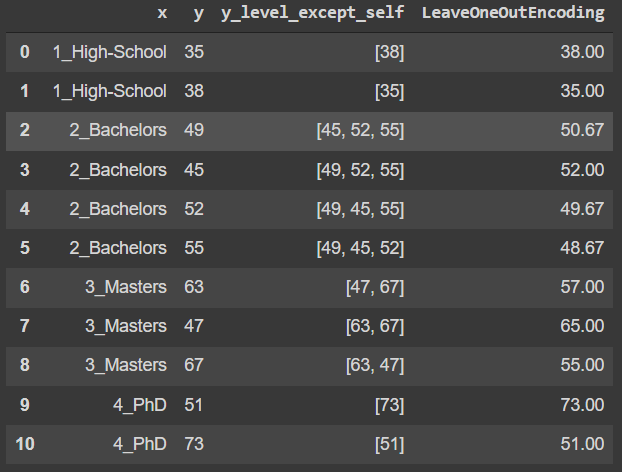 x y y_level_except_self LeaveOneOutEncoding
0 1_High-School 35 [38] 38.00
1 1_High-School 38 [35] 35.00
2 2_Bachelors 49 [45, 52, 55] 50.67
3 2_Bachelors 45 [49, 52, 55] 52.00
4 2_Bachelors 52 [49, 45, 55] 49.67
5 2_Bachelors 55 [49, 45, 52] 48.67
6 3_Masters 63 [47, 67] 57.00
7 3_Masters 47 [63, 67] 65.00
8 3_Masters 67 [63, 47] 55.00
9 4_PhD 51 [73] 73.00
10 4_PhD 73 [51] 51.00